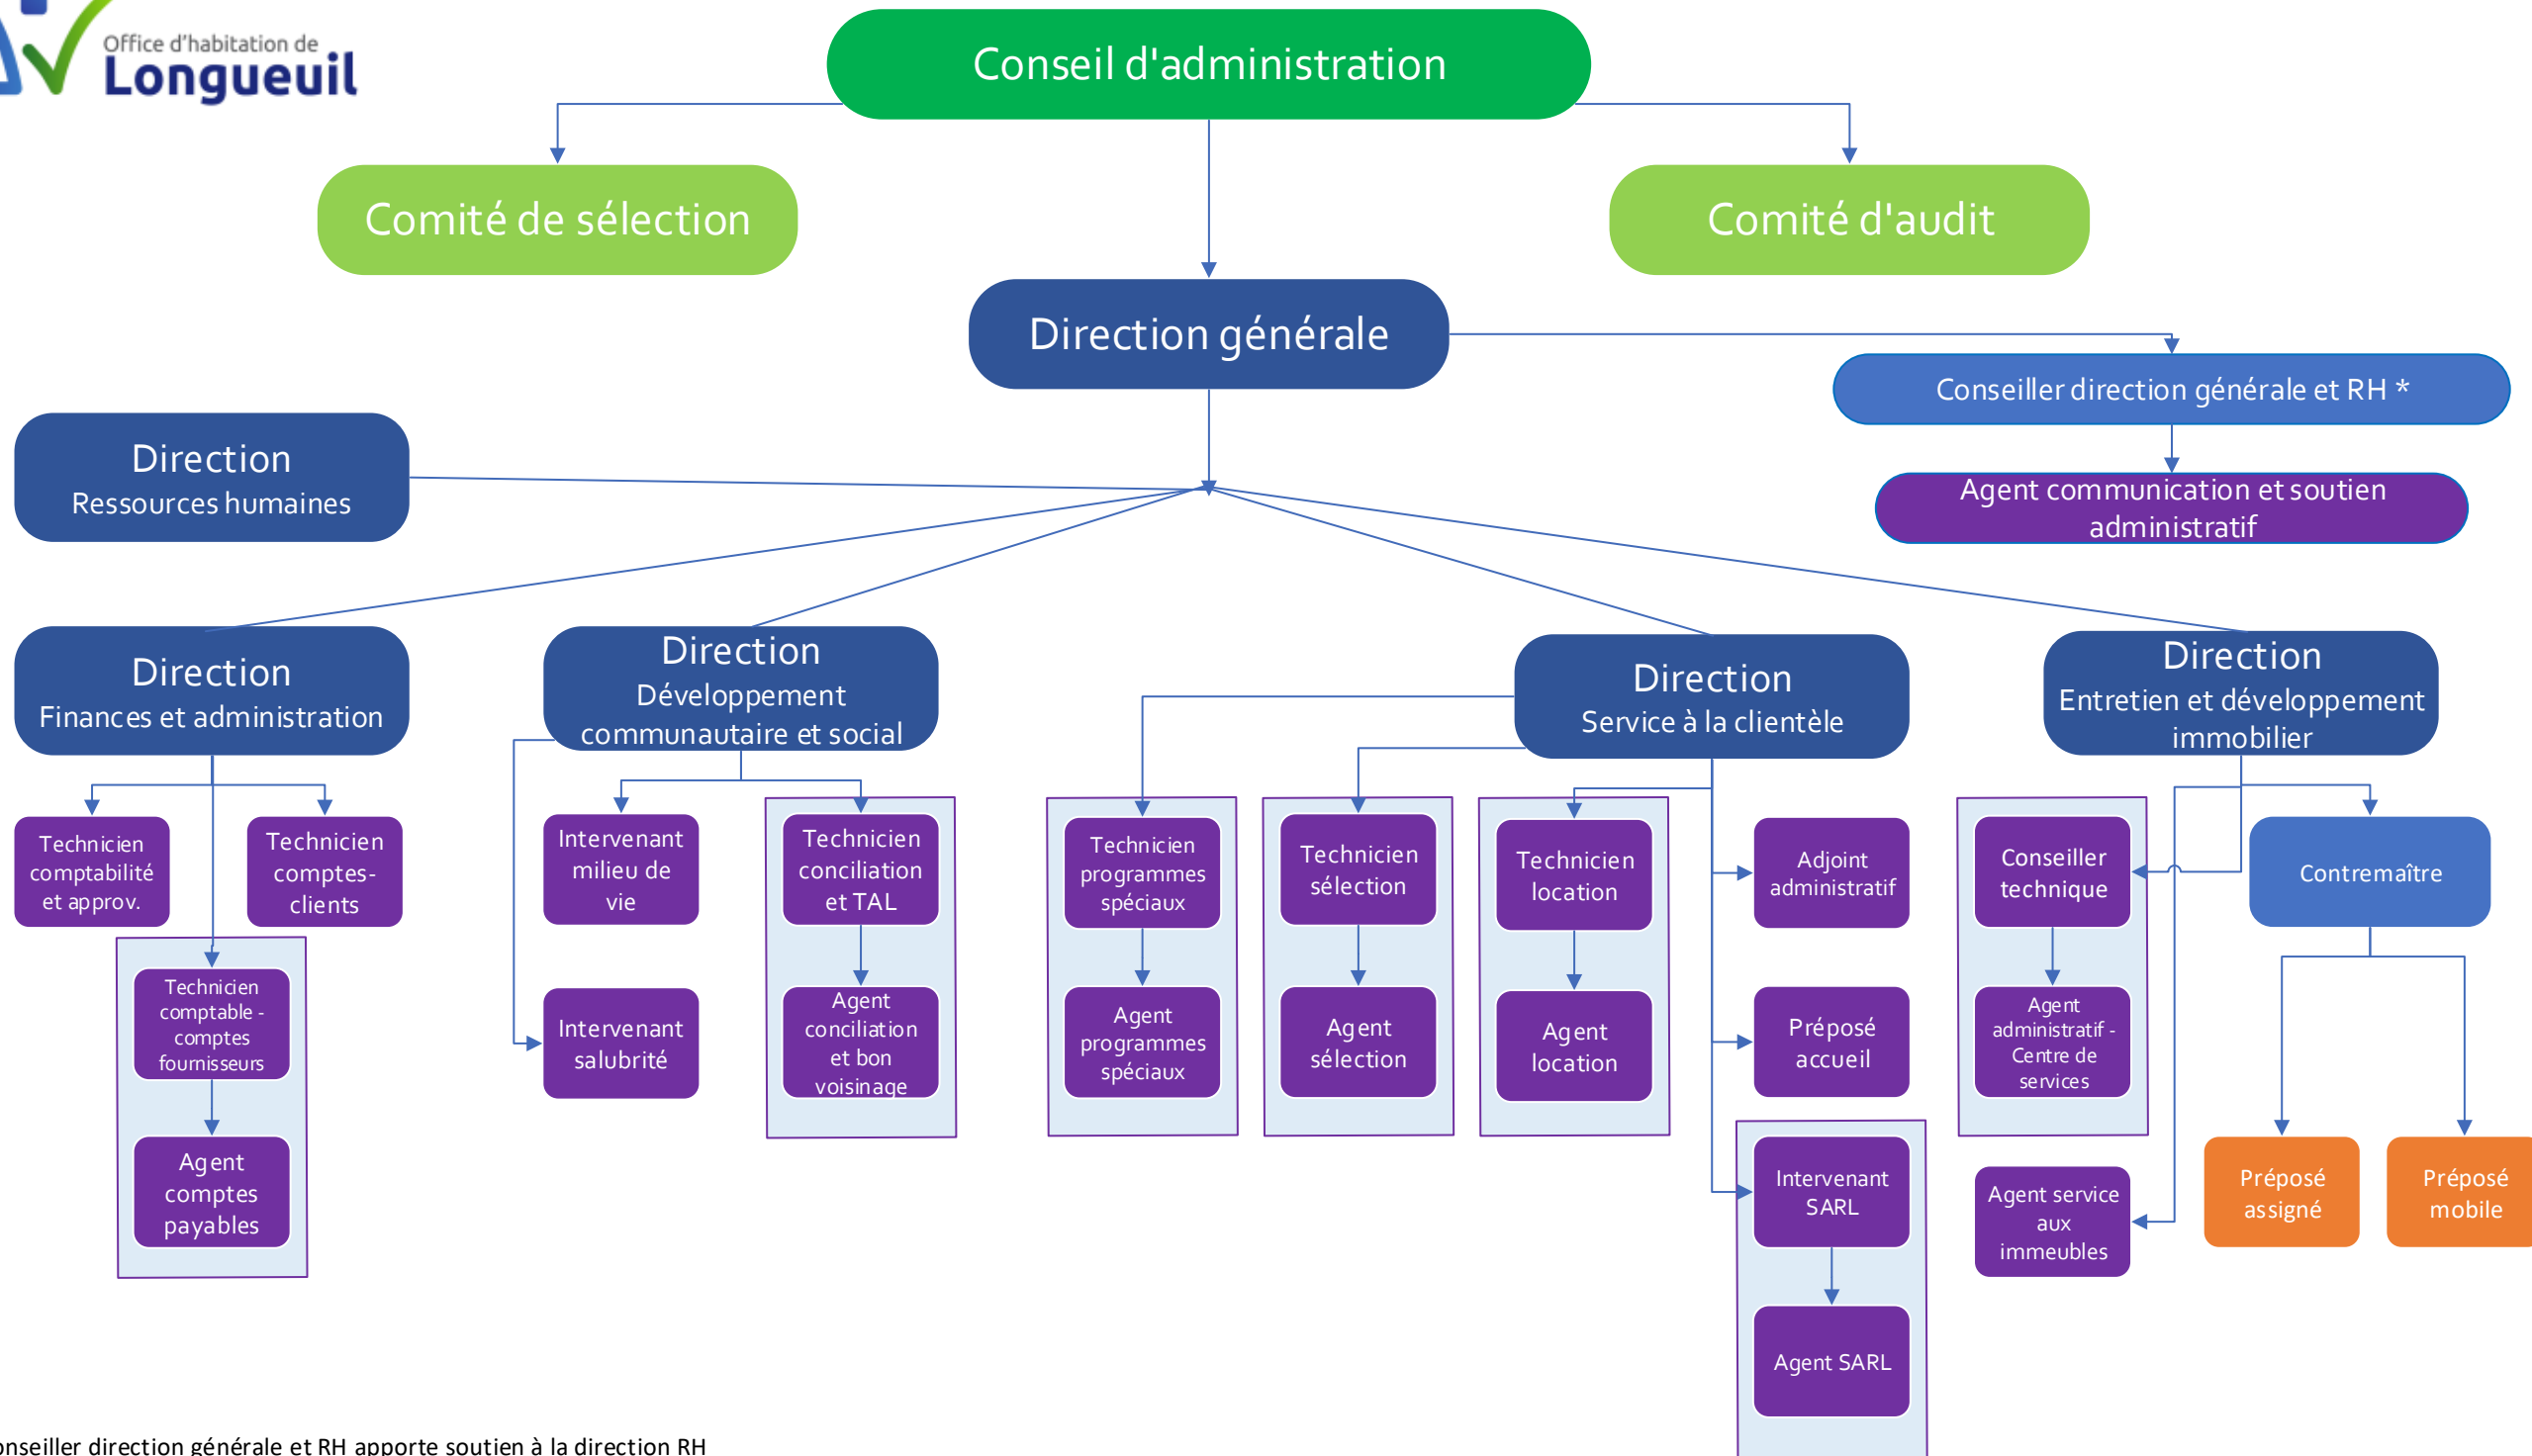 Office d'habitation de
Longueuil
Conseil d'administration
Comité de sélection
Comité d'audit
Direction générale
Conseiller direction générale et RH *
Agent communication et soutien
administratif
Direction
Ressources humaines
Direction
Finances et administration
Direction
Développement
communautaire et social
Direction
Service à la clientèle
Direction
Entretien et développement
immobilier
Technicien
comptabilité
et approv.
Technicien
comptes-
clients
Technicien
comptable -
comptes
fournisseurs
Agent
comptes
payables
Intervenant
milieu de
vie
Intervenant
salubrité
Technicien
conciliation
et TAL
Agent
conciliation
et bon
voisinage
Technicien
programmes
spéciaux
Agent
programmes
spéciaux
Technicien
sélection
Agent
sélection
Technicien
location
Agent
location
Adjoint
administratif
Préposé
accueil
Intervenant
SARL
Agent SARL
Conseiller
technique
Agent
administratif -
Centre de
services
Agent service
aux
immeubles
Contremaître
Préposé
assigné
Préposé
mobile
onseiller direction générale et RH apporte soutien à la direction RH